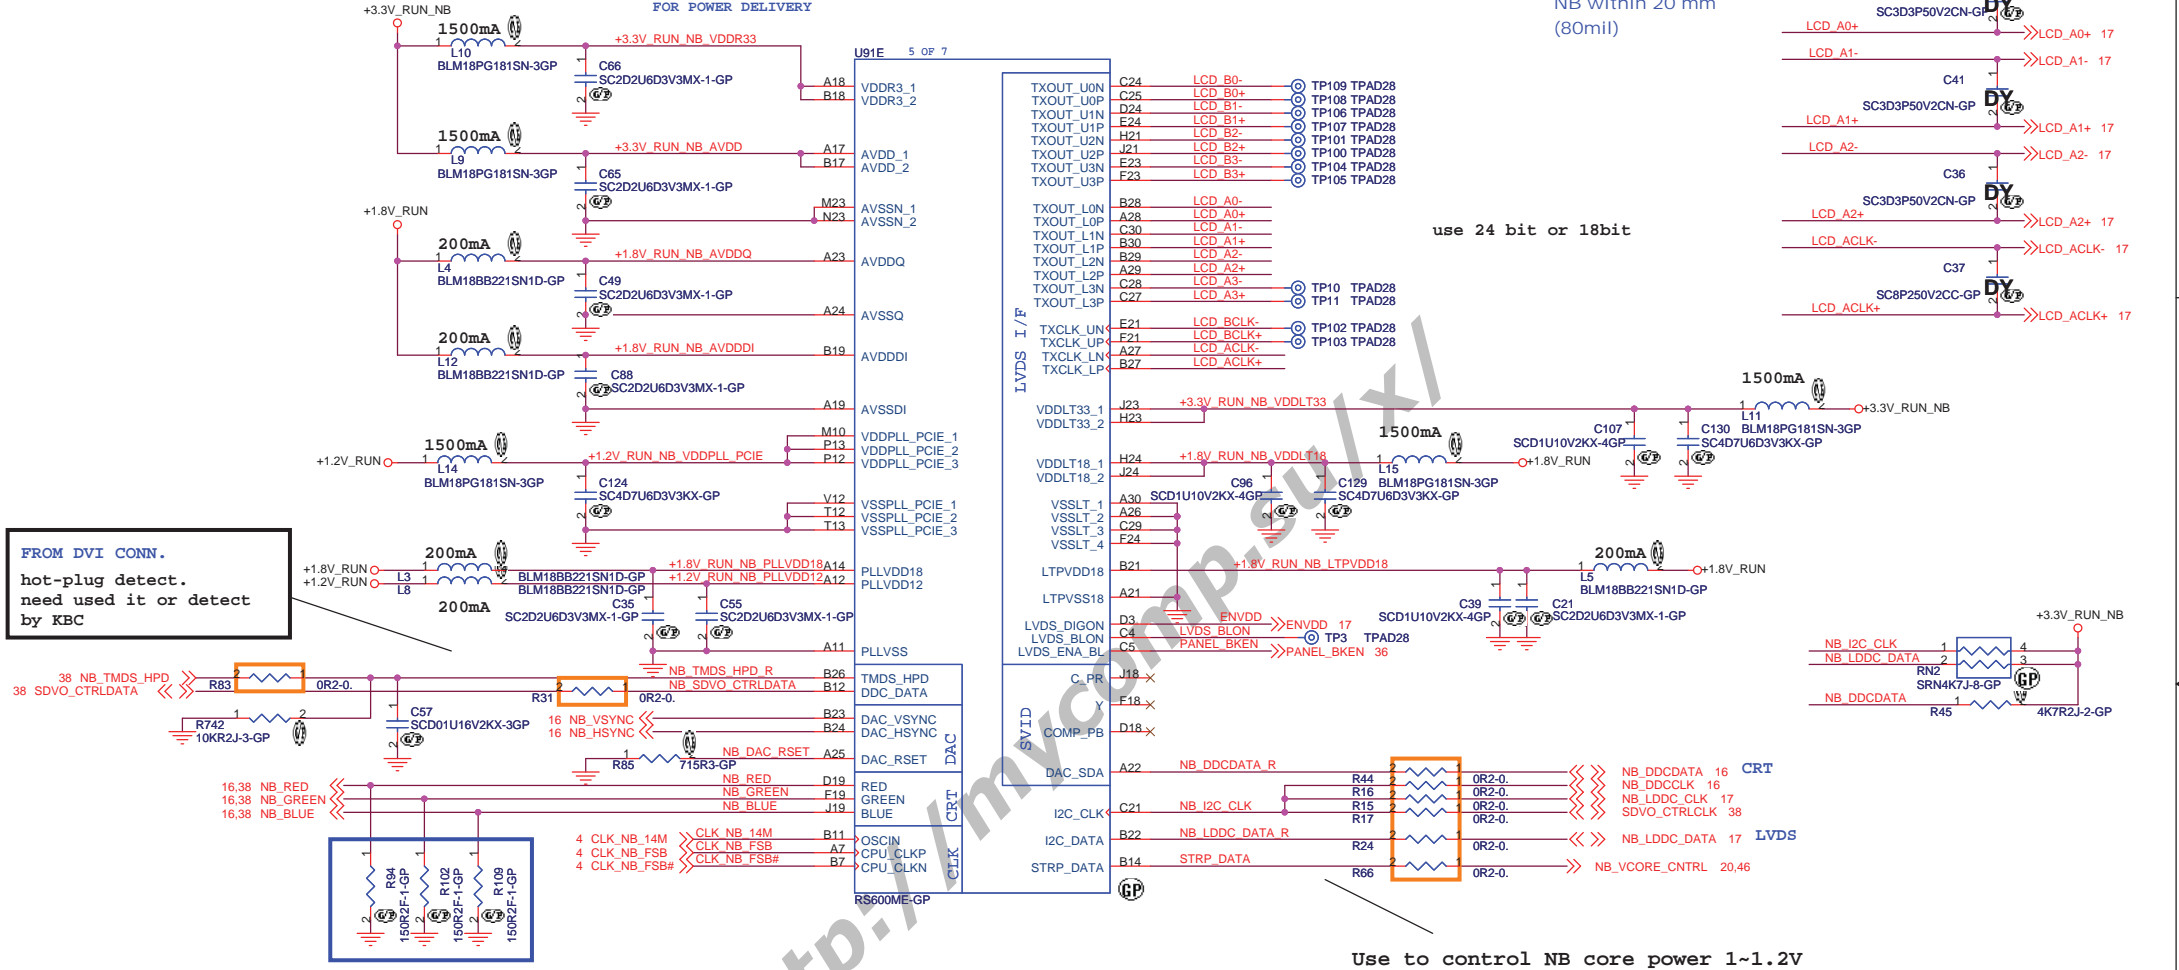 FOR POWER DELIVERY
+3.3V_RUN_NB
1500mA
L10
BLM18PG181SN-3GP
+3.3V_RUN_NB_VDDR33
C66
SC2D2U6D3V3MX-1-GP
1500mA
L9
BLM18PG181SN-3GP
+3.3V_RUN_NB_AVDD
C65
SC2D2U6D3V3MX-1-GP
+1.8V_RUN
200mA
L4
BLM18BB221SN1D-GP
+1.8V_RUN_NB_AVDDQ
C49
SC2D2U6D3V3MX-1-GP
200mA
L12
BLM18BB221SN1D-GP
+1.8V_RUN_NB_AVDDDI
C88
SC2D2U6D3V3MX-1-GP
+1.2V_RUN
1500mA
L14
BLM18PG181SN-3GP
+1.2V_RUN_NB_VDDPLL_PCIE
C124
SC4D7U6D3V3KX-GP
FROM DVI CONN.
hot-plug detect.
need used it or detect
by KBC
+1.8V_RUN
+1.2V_RUN
200mA
L3
L8
200mA
BLM18BB221SN1D-GP
BLM18BB221SN1D-GP
+1.8V_RUN_NB_PLLVDD18
+1.2V_RUN_NB_PLLVDD12
C35
SC2D2U6D3V3MX-1-GP
C55
SC2D2U6D3V3MX-1-GP
38 NB_TMDS_HPD
38 SDVO_CTRLDATA
R83
0R2-0.
R31
0R2-0.
NB_TMDS_HPD_R
NB_SDVO_CTRLDATA
R742
10KR2J-3-GP
C57
SCD01U16V2KX-3GP
16 NB_VSYNC
16 NB_HSYNC
R85
715R3-GP
NB_DAC_RSET
16,38 NB_RED
16,38 NB_GREEN
16,38 NB_BLUE
NB_RED
NB_GREEN
NB_BLUE
4 CLK_NB_14M
4 CLK_NB_FSB
4 CLK_NB_FSB#
CLK_NB_14M
CLK_NB_FSB
CLK_NB_FSB#
R94
150R2F-1-GP
R102
150R2F-1-GP
R109
150R2F-1-GP
U91E
5 OF 7
A18 VDDR3_1
B18 VDDR3_2
A17 AVDD_1
B17 AVDD_2
M23 AVSSN_1
N23 AVSSN_2
A23 AVDDQ
A24 AVSSQ
B19 AVDDDI
A19 AVSSDI
M10 VDDPLL_PCIE_1
P13 VDDPLL_PCIE_2
P12 VDDPLL_PCIE_3
V12 VSSPLL_PCIE_1
T12 VSSPLL_PCIE_2
T13 VSSPLL_PCIE_3
A14 PLLVDD18
A12 PLLVDD12
A11 PLLVSS
B26 TMDS_HPD
B12 DDC_DATA
B23 DAC_VSYNC
B24 DAC_HSYNC
A25 DAC_RSET
D19 RED
F19 GREEN
J19 BLUE
B11 OSCIN
A7 CPU_CLKP
B7 CPU_CLKN
DAC
CRT
CLK
LVDS I/F
SVID
RS600ME-GP
TXOUT_U0N C24 LCD_B0- TP109 TPAD28
TXOUT_U0P C25 LCD_B0+ TP108 TPAD28
TXOUT_U1N D24 LCD_B1- TP106 TPAD28
TXOUT_U1P E24 LCD_B1+ TP107 TPAD28
TXOUT_U2N H21 LCD_B2- TP101 TPAD28
TXOUT_U2P J21 LCD_B2+ TP100 TPAD28
TXOUT_U3N E23 LCD_B3- TP104 TPAD28
TXOUT_U3P F23 LCD_B3+ TP105 TPAD28
TXOUT_L0N B28 LCD_A0-
TXOUT_L0P A28 LCD_A0+
TXOUT_L1N C30 LCD_A1-
TXOUT_L1P B30 LCD_A1+
TXOUT_L2N B29 LCD_A2-
TXOUT_L2P A29 LCD_A2+
TXOUT_L3N C28 LCD_A3- TP10 TPAD28
TXOUT_L3P C27 LCD_A3+ TP11 TPAD28
TXCLK_UN E21 LCD_BCLK- TP102 TPAD28
TXCLK_UP F21 LCD_BCLK+ TP103 TPAD28
TXCLK_LN A27 LCD_ACLK-
TXCLK_LP B27 LCD_ACLK+
VDDLT33_1 J23 +3.3V_RUN_NB_VDDLT33
VDDLT33_2 H23
VDDLT18_1 H24 +1.8V_RUN_NB_VDDLT18
VDDLT18_2 J24
VSSLT_1 A30
VSSLT_2 A26
VSSLT_3 C29
VSSLT_4 F24
LTPVDD18 B21 +1.8V_RUN_NB_LTPVDD18
LTPVSS18 A21
LVDS_DIGON D3 ENVDD ENVDD 17
LVDS_BLON C4 LVDS_BLON TP3 TPAD28
LVDS_ENA_BL C5 PANEL_BKEN PANEL_BKEN 36
C_PR J18
Y F18
COMP_PB D18
DAC_SDA A22 NB_DDCDATA_R
I2C_CLK C21 NB_I2C_CLK
I2C_DATA B22 NB_LDDC_DATA_R
STRP_DATA B14 STRP_DATA
GP
R44 0R2-0. NB_DDCDATA 16 CRT
R16 0R2-0. NB_DDCCLK 16
R15 0R2-0. NB_LDDC_CLK 17
R17 0R2-0. SDVO_CTRLCLK 38
R24 0R2-0. NB_LDDC_DATA 17 LVDS
R66 0R2-0. NB_VCORE_CNTRL 20,46
Use to control NB core power 1~1.2V
use 24 bit or 18bit
1500mA
L15
BLM18PG181SN-3GP
+1.8V_RUN
C96
SCD1U10V2KX-4GP
C129
SC4D7U6D3V3KX-GP
C107
SCD1U10V2KX-4GP
C130
SC4D7U6D3V3KX-GP
1500mA
L11
BLM18PG181SN-3GP
+3.3V_RUN_NB
200mA
L5
BLM18BB221SN1D-GP
+1.8V_RUN
C39
SCD1U10V2KX-4GP
C21
SC2D2U6D3V3MX-1-GP
NB within 20 mm
(80mil)
SC3D3P50V2CN-GP
DY
LCD_A0+ LCD_A0+ 17
LCD_A1- LCD_A1- 17
C41
SC3D3P50V2CN-GP
DY
LCD_A1+ LCD_A1+ 17
LCD_A2- LCD_A2- 17
C36
SC3D3P50V2CN-GP
DY
LCD_A2+ LCD_A2+ 17
LCD_ACLK- LCD_ACLK- 17
C37
SC8P250V2CC-GP
DY
LCD_ACLK+ LCD_ACLK+ 17
+3.3V_RUN_NB
NB_I2C_CLK
NB_LDDC_DATA
RN2
SRN4K7J-8-GP
GP
NB_DDCDATA
R45
4K7R2J-2-GP
tp://mycomp.su/x/